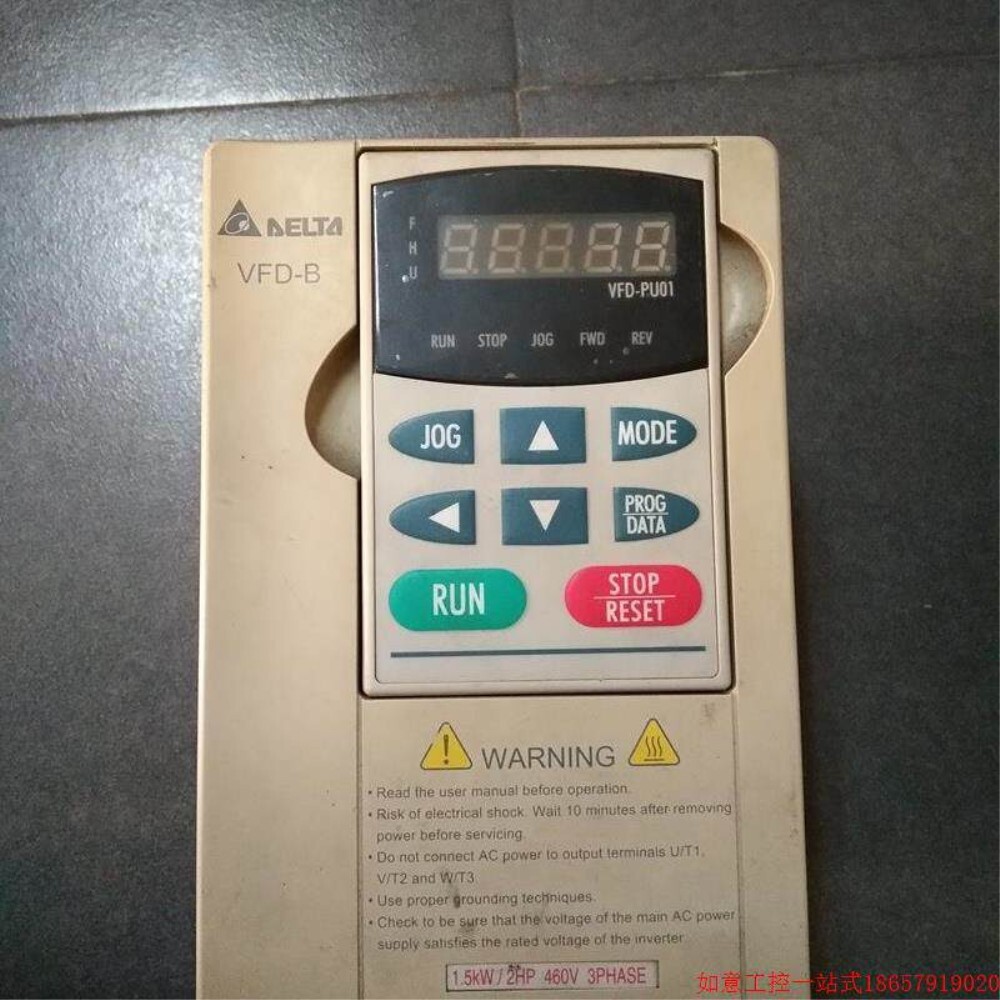 DELTA
VFD-B
F
H
U
88888
VFD-PU01
RUN STOP JOG FWD REV
JOG
MODE
PROG
DATA
RUN
STOP
RESET
WARNING
• Read the user manual before operation.
• Risk of electrical shock. Wait 10 minutes after removing
power before servicing.
• Do not connect AC power to output terminals U/T1,
V/T2 and W/T3.
• Use proper grounding techniques.
• Check to be sure that the voltage of the main AC power
supply satisfies the rated voltage of the inverter.
1.5kW / 2HP 460V 3PHASE
如意工控一站式18657919020